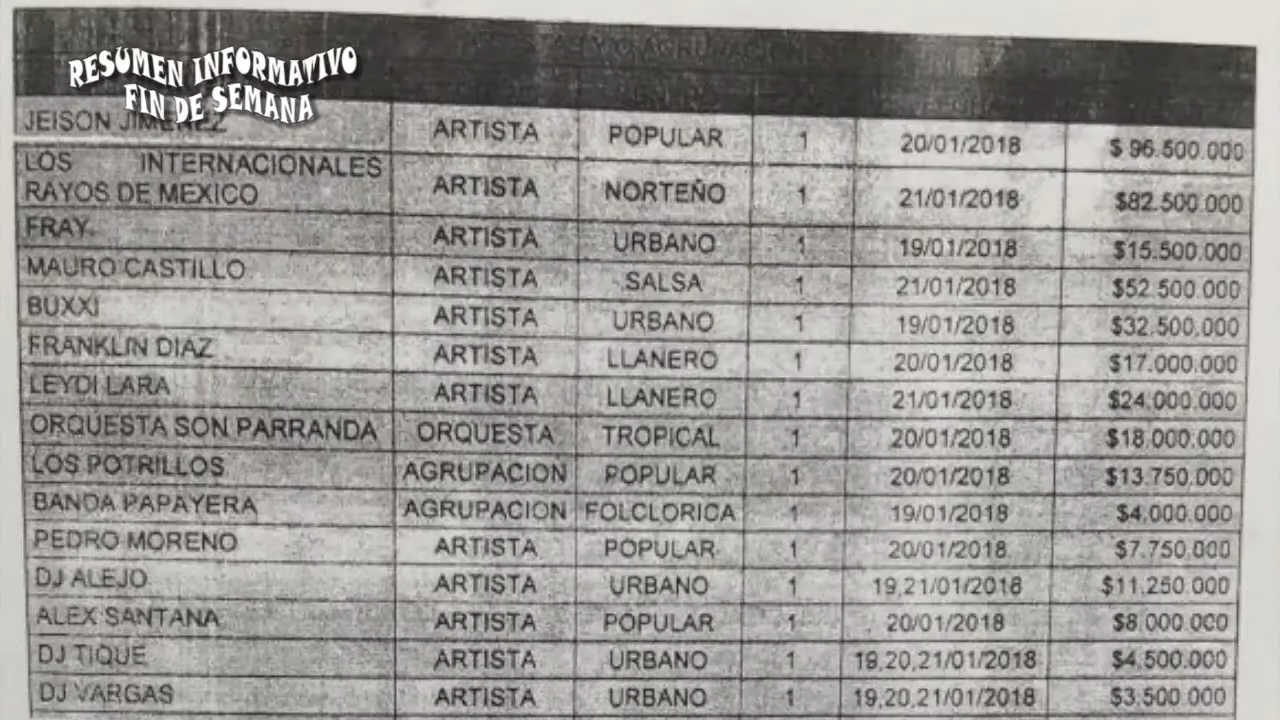 RESUMEN INFORMATIVO
FIN DE SEMANA
JEISON JIMENEZ ARTISTA POPULAR 1 20/01/2018 $ 96.500.000
LOS INTERNACIONALES
RAYOS DE MEXICO ARTISTA NORTEÑO 1 21/01/2018 $82.500.000
FRAY ARTISTA URBANO 1 19/01/2018 $15.500.000
MAURO CASTILLO ARTISTA SALSA 1 21/01/2018 $52.500.000
BUXXI ARTISTA URBANO 1 19/01/2018 $32.500.000
FRANKLIN DIAZ ARTISTA LLANERO 1 20/01/2018 $17.000.000
LEYDI LARA ARTISTA LLANERO 1 21/01/2018 $24.000.000
ORQUESTA SON PARRANDA ORQUESTA TROPICAL 1 20/01/2018 $18.000.000
LOS POTRILLOS AGRUPACION POPULAR 1 20/01/2018 $13.750.000
BANDA PAPAYERA AGRUPACION FOLCLORICA 1 19/01/2018 $4.000.000
PEDRO MORENO ARTISTA POPULAR 1 20/01/2018 $7.750.000
DJ ALEJO ARTISTA URBANO 1 19,21/01/2018 $11.250.000
ALEX SANTANA ARTISTA POPULAR 1 20/01/2018 $8.000.000
DJ TIQUE ARTISTA URBANO 1 19,20,21/01/2018 $4.500.000
DJ VARGAS ARTISTA URBANO 1 19,20,21/01/2018 $3.500.000